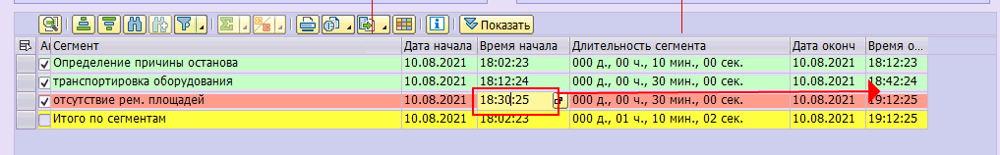 Показать
А Сегмент Дата начала Время начала Длительность сегмента Дата оконч Время о...
Определение причины останова 10.08.2021 18:02:23 000 д., 00 ч., 10 мин., 00 сек. 10.08.2021 18:12:23
транспортировка оборудования 10.08.2021 18:12:24 000 д., 00 ч., 30 мин., 00 сек. 10.08.2021 18:42:24
отсутствие рем. площадей 10.08.2021 18:30:25 000 д., 00 ч., 30 мин., 00 сек. 10.08.2021 19:12:25
Итого по сегментам 10.08.2021 18:02:23 000 д., 01 ч., 10 мин., 02 сек. 10.08.2021 19:12:25